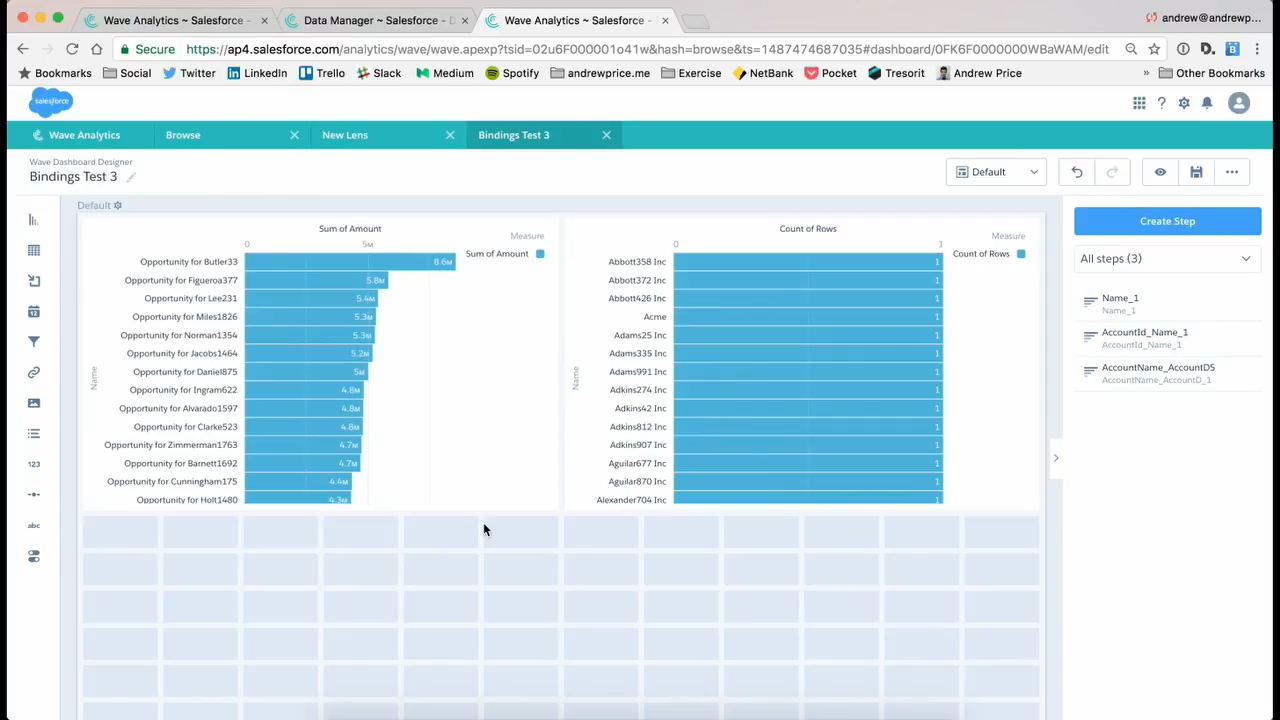 Wave Analytics ~ Salesforce -
Data Manager ~ Salesforce - D
Wave Analytics ~ Salesforce -
andrew@andrewp...
Secure
https://ap4.salesforce.com/analytics/wave/wave.apexp?tsid=02u6F000001o41w&hash=browse&ts=1487474687035#dashboard/0FK6F0000000WBaWAM/edit
Bookmarks
Social
Twitter
LinkedIn
Trello
Slack
Medium
Spotify
andrewprice.me
Exercise
NetBank
Pocket
Tresorit
Andrew Price
»
Other Bookmarks
salesforce
Wave Analytics
Browse
New Lens
Bindings Test 3
Wave Dashboard Designer
Bindings Test 3
Default
Default
Create Step
All steps (3)
Name_1
Name_1
AccountId_Name_1
AccountId_Name_1
AccountName_AccountDS
AccountName_AccountD_1
12
123
abc
Sum of Amount
0
5M
Measure
Sum of Amount
Name
Opportunity for Butler33 8.6M
Opportunity for Figueroa377 5.8M
Opportunity for Lee231 5.4M
Opportunity for Miles1826 5.3M
Opportunity for Norman1354 5.3M
Opportunity for Jacobs1464 5.2M
Opportunity for Daniel875 5M
Opportunity for Ingram622 4.8M
Opportunity for Alvarado1597 4.8M
Opportunity for Clarke523 4.8M
Opportunity for Zimmerman1763 4.7M
Opportunity for Barnett1692 4.7M
Opportunity for Cunningham175 4.4M
Opportunity for Holt1480 4.3M
Count of Rows
0
1
Measure
Count of Rows
Name
Abbott358 Inc 1
Abbott372 Inc 1
Abbott426 Inc 1
Acme 1
Adams25 Inc 1
Adams335 Inc 1
Adams991 Inc 1
Adkins274 Inc 1
Adkins42 Inc 1
Adkins812 Inc 1
Adkins907 Inc 1
Aguilar677 Inc 1
Aguilar870 Inc 1
Alexander704 Inc 1